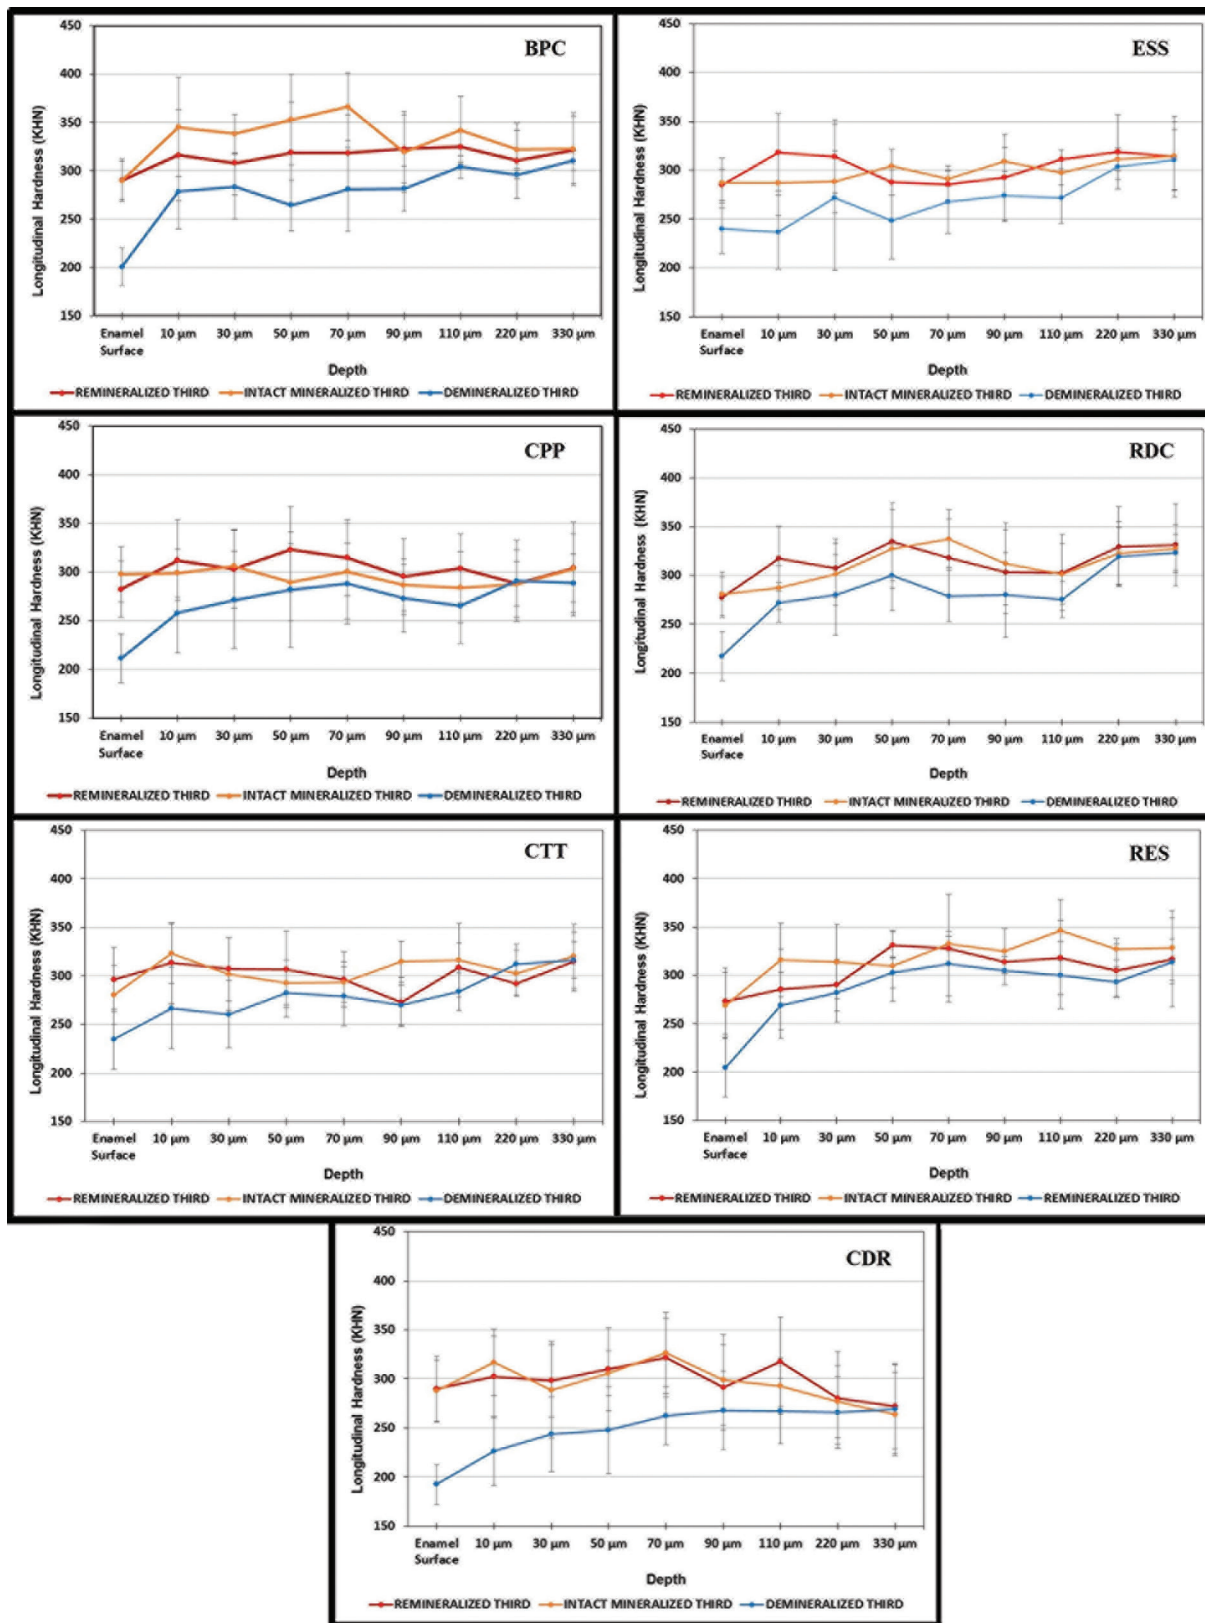 BPC
450
400
350
300
250
200
150
Longitudinal Hardness (KHN)
Enamel Surface 10 µm 30 µm 50 µm 70 µm 90 µm 110 µm 220 µm 330 µm
Depth
REMINERALIZED THIRD INTACT MINERALIZED THIRD DEMINERALIZED THIRD
ESS
450
400
350
300
250
200
150
Longitudinal Hardness (KHN)
Enamel Surface 10 µm 30 µm 50 µm 70 µm 90 µm 110 µm 220 µm 330 µm
Depth
REMINERALIZED THIRD INTACT MINERALIZED THIRD DEMINERALIZED THIRD
CPP
450
400
350
300
250
200
150
Longitudinal Hardness (KHN)
Enamel Surface 10 µm 30 µm 50 µm 70 µm 90 µm 110 µm 220 µm 330 µm
Depth
REMINERALIZED THIRD INTACT MINERALIZED THIRD DEMINERALIZED THIRD
RDC
450
400
350
300
250
200
150
Longitudinal Hardness (KHN)
Enamel Surface 10 µm 30 µm 50 µm 70 µm 90 µm 110 µm 220 µm 330 µm
Depth
REMINERALIZED THIRD INTACT MINERALIZED THIRD DEMINERALIZED THIRD
CTT
450
400
350
300
250
200
150
Longitudinal Hardness (KHN)
Enamel Surface 10 µm 30 µm 50 µm 70 µm 90 µm 110 µm 220 µm 330 µm
Depth
REMINERALIZED THIRD INTACT MINERALIZED THIRD DEMINERALIZED THIRD
RES
450
400
350
300
250
200
150
Longitudinal Hardness (KHN)
Enamel Surface 10 µm 30 µm 50 µm 70 µm 90 µm 110 µm 220 µm 330 µm
Depth
REMINERALIZED THIRD INTACT MINERALIZED THIRD REMINERALIZED THIRD
CDR
450
400
350
300
250
200
150
Longitudinal Hardness (KHN)
Enamel Surface 10 µm 30 µm 50 µm 70 µm 90 µm 110 µm 220 µm 330 µm
Depth
REMINERALIZED THIRD INTACT MINERALIZED THIRD DEMINERALIZED THIRD